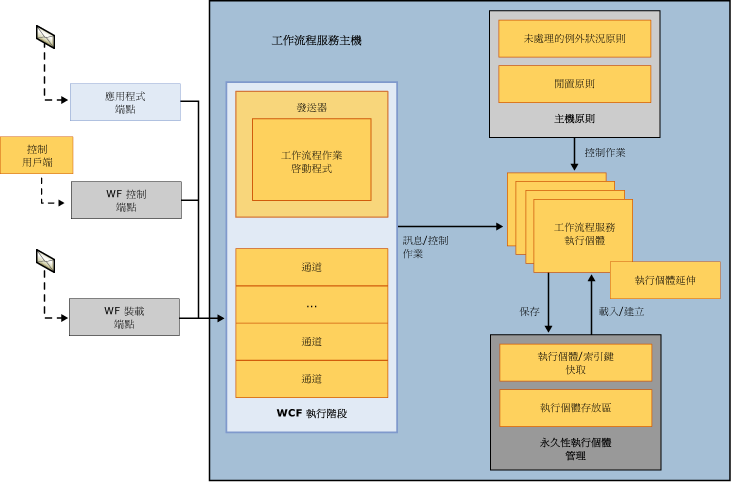 工作流程服務主機
應用程式
端點
控制
用戶端
WF 控制
端點
WF 裝載
端點
發送器
工作流程作業
啓動程式
通道
...
通道
通道
WCF 執行階段
訊息/控制
作業
未處理的例外狀況原則
閒置原則
主機原則
控制作業
工作流程服務
執行個體
執行個體延伸
保存
載入/建立
執行個體/索引鍵
快取
執行個體存放區
永久性執行個體
管理